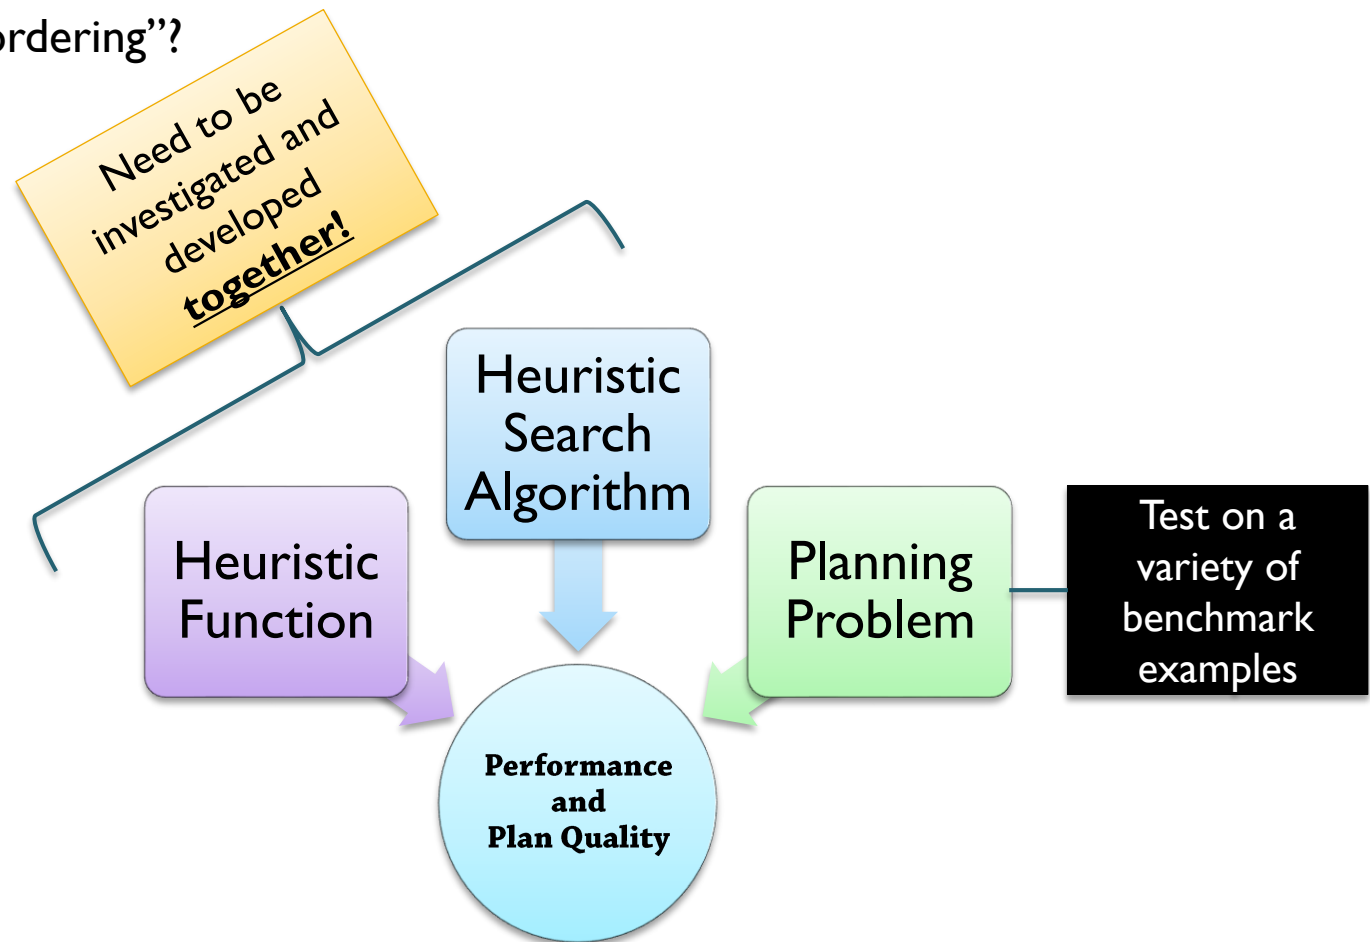 ordering”?
Need to be
investigated and
developed
together!
Heuristic
Search
Algorithm
Heuristic
Function
Planning
Problem
Test on a
variety of
benchmark
examples
Performance
and
Plan Quality